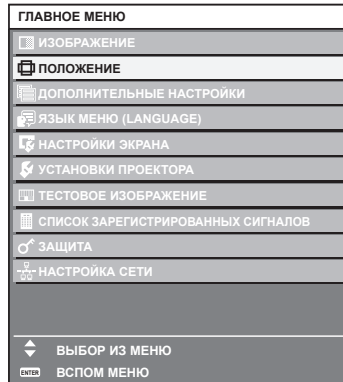 ГЛАВНОЕ МЕНЮ
ИЗОБРАЖЕНИЕ
ПОЛОЖЕНИЕ
ДОПОЛНИТЕЛЬНЫЕ НАСТРОЙКИ
ЯЗЫК МЕНЮ (LANGUAGE)
НАСТРОЙКИ ЭКРАНА
УСТАНОВКИ ПРОЕКТОРА
ТЕСТОВОЕ ИЗОБРАЖЕНИЕ
СПИСОК ЗАРЕГИСТРИРОВАННЫХ СИГНАЛОВ
ЗАЩИТА
НАСТРОЙКА СЕТИ
ВЫБОР ИЗ МЕНЮ
ENTER ВСПОМ МЕНЮ